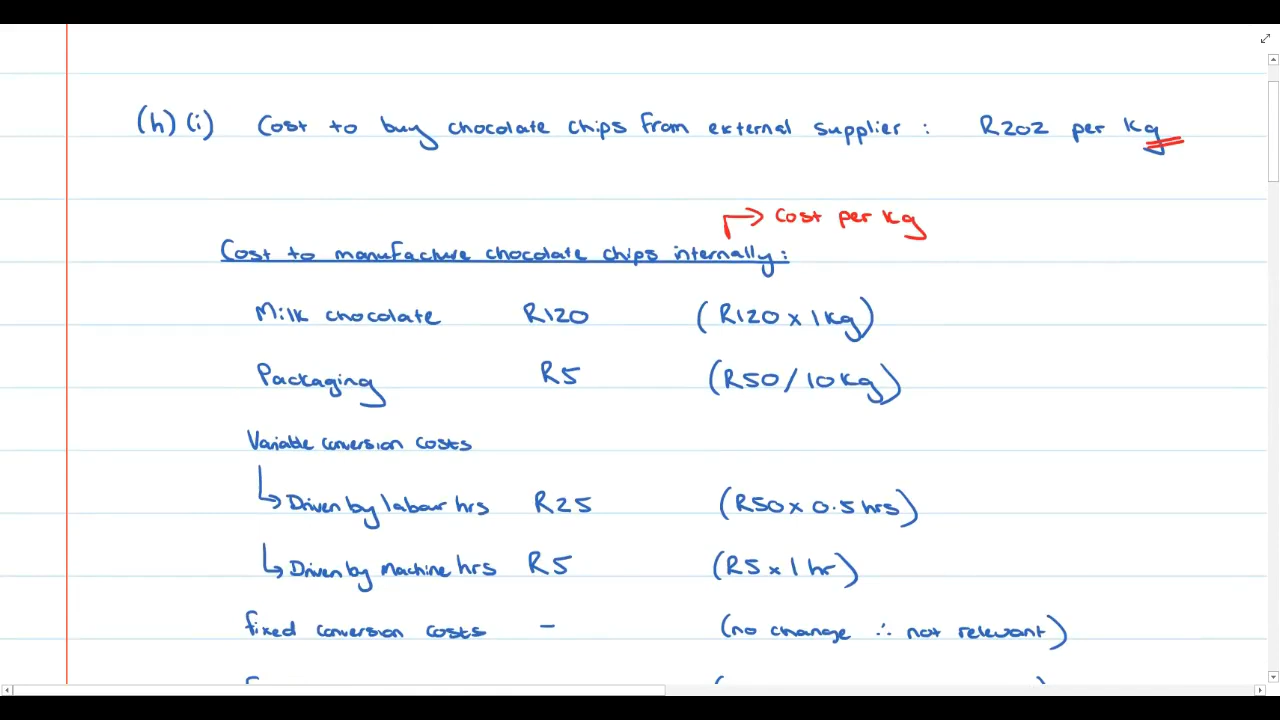 (h) (i) Cost to buy chocolate chips from external supplier : R202 per kg
Cost per kg
Cost to manufacture chocolate chips internally :
Milk chocolate R120 (R120 x 1kg)
Packaging R5 (R50 / 10kg)
Variable conversion costs
Driven by labour hrs R25 (R50 x 0.5 hrs)
Driven by machine hrs R5 (R5 x 1 hr)
fixed conversion costs - (no change ∴ not relevant)